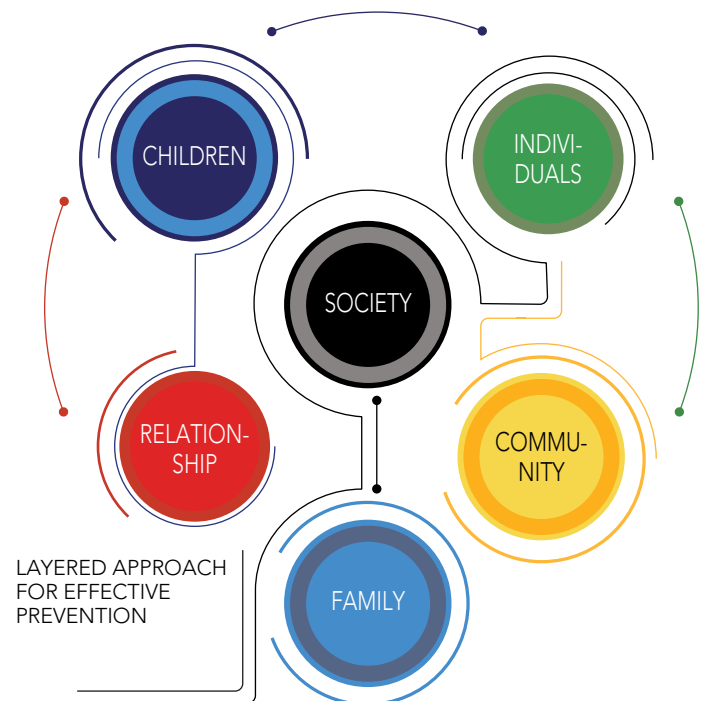 CHILDREN
INDIVI-
DUALS
SOCIETY
RELATION-
SHIP
COMMU-
NITY
LAYERED APPROACH
FOR EFFECTIVE
PREVENTION
FAMILY